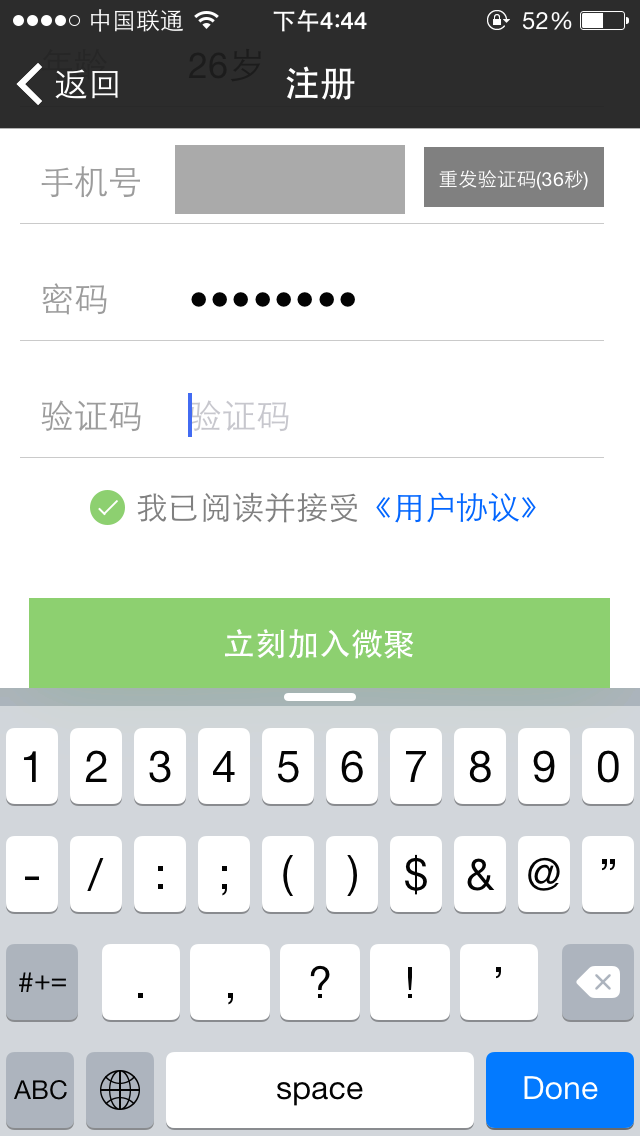 中国联通 下午4:44 52%
年龄 26岁
返回 注册
手机号 重发验证码(36秒)
密码 ●●●●●●●●
验证码 验证码
我已阅读并接受《用户协议》
立刻加入微聚
1 2 3 4 5 6 7 8 9 0
- / : ; ( ) $ & @ ”
#+= . , ? ! ’
ABC space Done